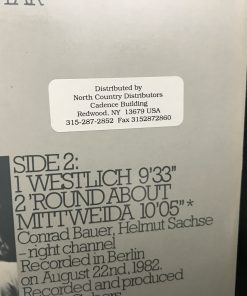 Distributed by
North Country Distributors
Cadence Building
Redwood, NY 13679 USA
315-287-2852 Fax 3152872860
SIDE 2:
1 WESTLICH 9'33"
2 'ROUND ABOUT
MITTWEIDA 10'05"*
Conrad Bauer, Helmut Sachse
– right channel
Recorded in Berlin
on August 22nd, 1982.
Recorded and produced